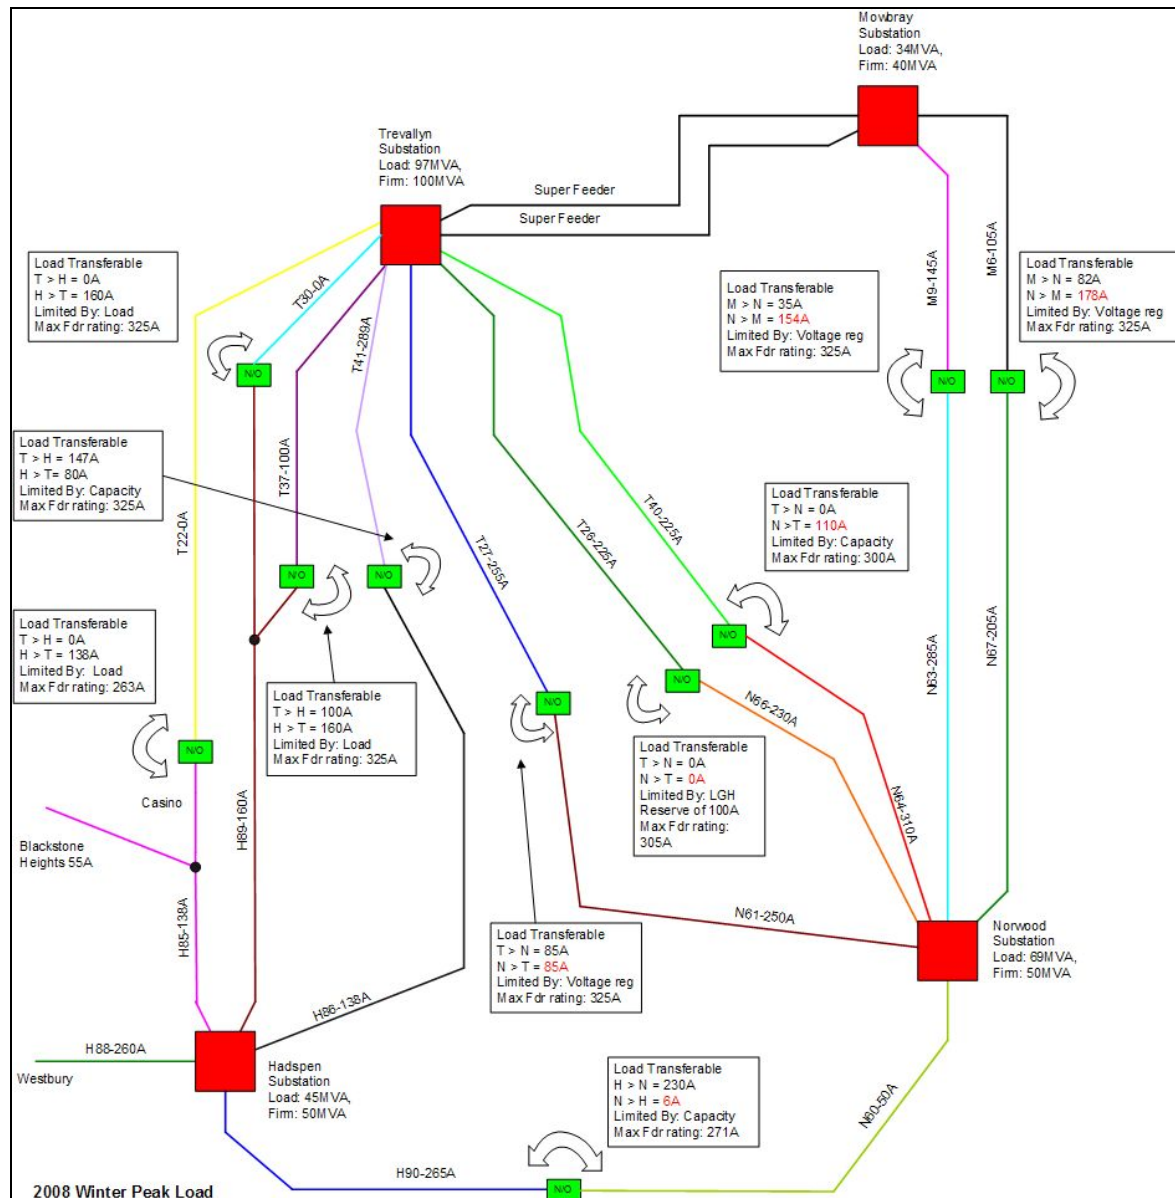 Mowbray
Substation
Load: 34MVA,
Firm: 40MVA
Trevallyn
Substation
Load: 97MVA,
Firm: 100MVA
Super Feeder
Super Feeder
Load Transferable
T > H = 0A
H > T = 160A
Limited By: Load
Max Fdr rating: 325A
T30-0A
T41-289A
M9-145A
M6-105A
Load Transferable
M > N = 35A
N > M = 154A
Limited By: Voltage reg
Max Fdr rating: 325A
Load Transferable
M > N = 82A
N > M = 178A
Limited By: Voltage reg
Max Fdr rating: 325A
N/O
N/O
N/O
Load Transferable
T > H = 147A
H > T= 80A
Limited By: Capacity
Max Fdr rating: 325A
T37-100A
T22-0A
T27-255A
T26-225A
T40-225A
Load Transferable
T > N = 0A
N >T = 110A
Limited By: Capacity
Max Fdr rating: 300A
N/O
N/O
N/O
N/O
N/O
N/O
Load Transferable
T > H = 0A
H > T = 138A
Limited By: Load
Max Fdr rating: 263A
Load Transferable
T > H = 100A
H > T = 160A
Limited By: Load
Max Fdr rating: 325A
N66-230A
N63-285A
N67-205A
Load Transferable
T > N = 0A
N > T = 0A
Limited By: LGH
Reserve of 100A
Max Fdr rating:
305A
Casino
H89-160A
N64-310A
Blackstone
Heights 55A
H85-138A
N61-250A
Load Transferable
T > N = 85A
N > T = 85A
Limited By: Voltage reg
Max Fdr rating: 325A
Norwood
Substation
Load: 69MVA,
Firm: 50MVA
H86-138A
H88-260A
Westbury
Hadspen
Substation
Load: 45MVA,
Firm: 50MVA
Load Transferable
H > N = 230A
N > H = 6A
Limited By: Capacity
Max Fdr rating: 271A
N60-50A
H90-265A
N/O
2008 Winter Peak Load